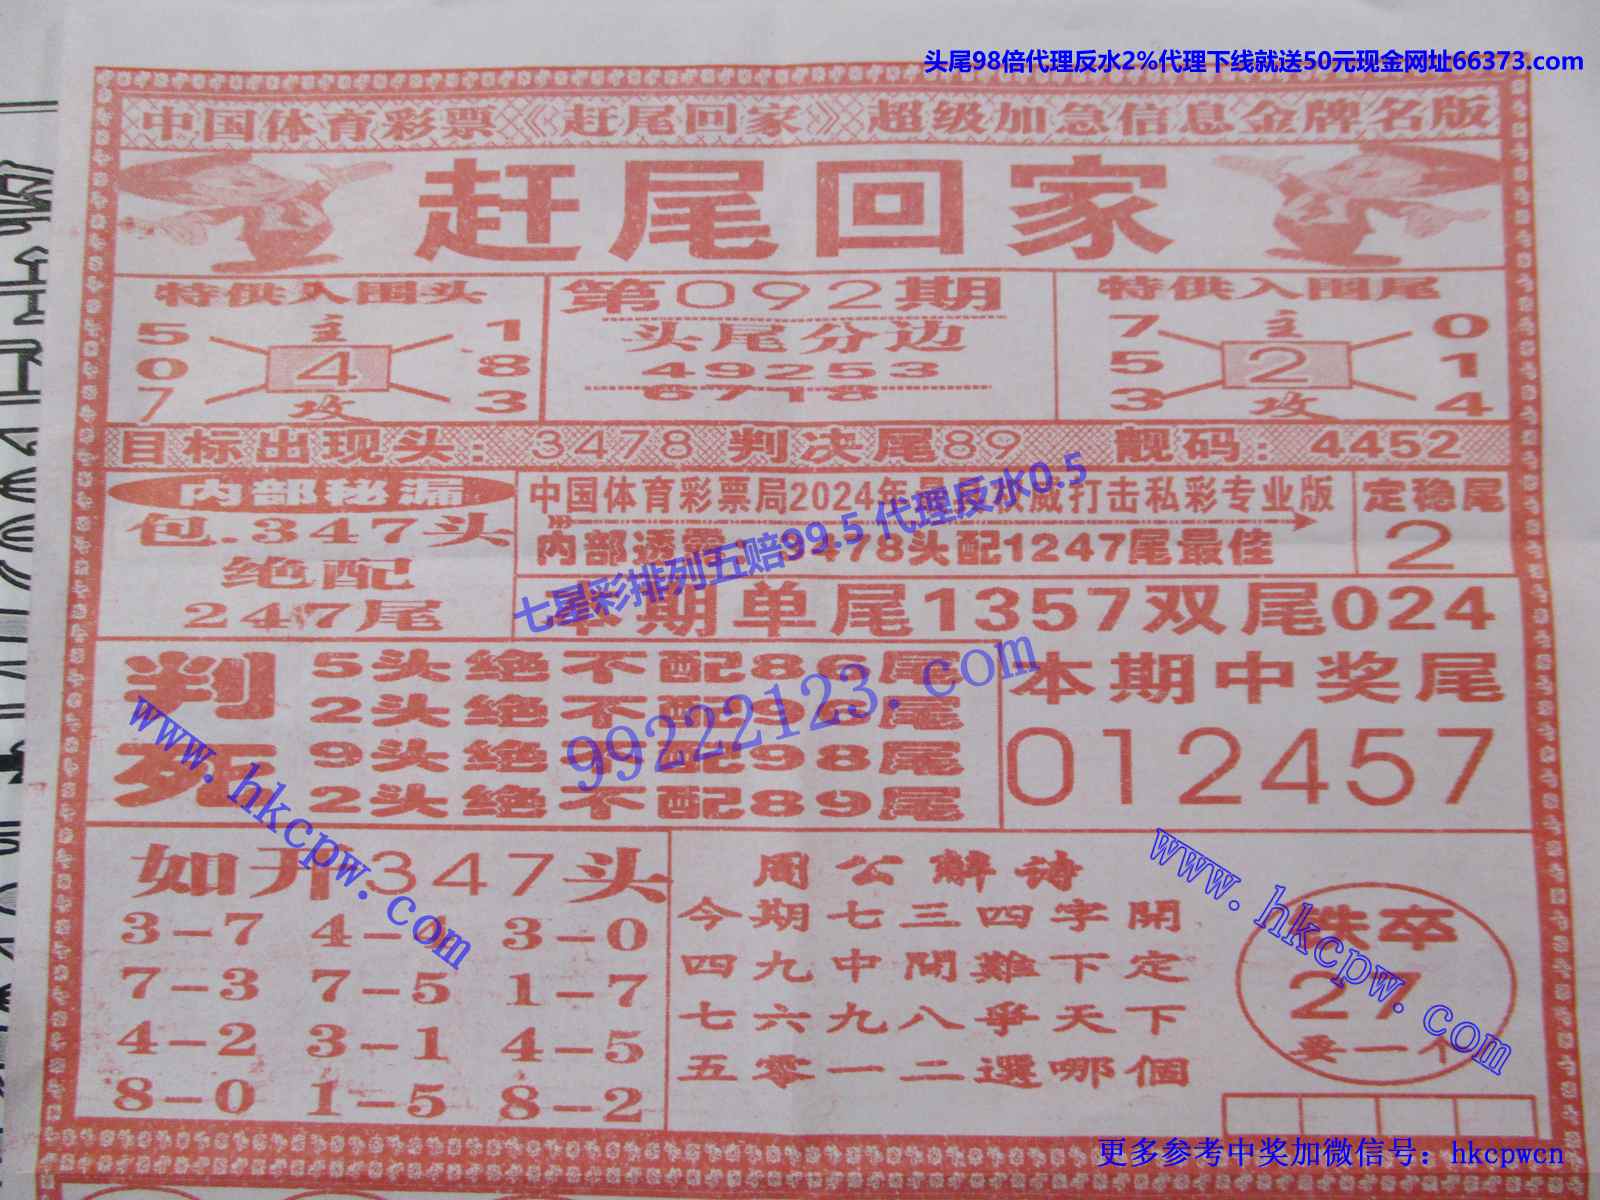 头尾98倍代理反水2%代理下线就送50元现金网址66373.com
中国体育彩票《赶尾回家》超级加急信息金牌名版
赶尾回家
特供入围头
5 主 1
0 4 8
7 攻 3
第092期
头尾分边
49253
6718
特供入围尾
7 主 0
5 2 1
3 攻 4
目标出现头：3478 判决尾89 靓码：4452
内部秘漏
包.347头
绝配
247尾
中国体育彩票局2024年 威打击私彩专业版
内部透露： 478头配1247尾最佳
定稳尾
2
七星彩排列五赔99.5 代理反水0.5
本期单尾1357双尾024
判死
5头绝不配86尾
2头绝不配96尾
9头绝不配98尾
2头绝不配89尾
99222123.com
本期中奖尾
012457
www.hkcpw.com
如开347头
3-7 4- 3-0
7-3 7-5 1-7
4-2 3-1 4-5
8-0 1-5 8-2
周公解诗
今期七三四字開
四九中間難下定
七六九八爭天下
五零一二選哪個
www.hkcpw.com
铁卒
27
要一个
更多参考中奖加微信号：hkcpwcn